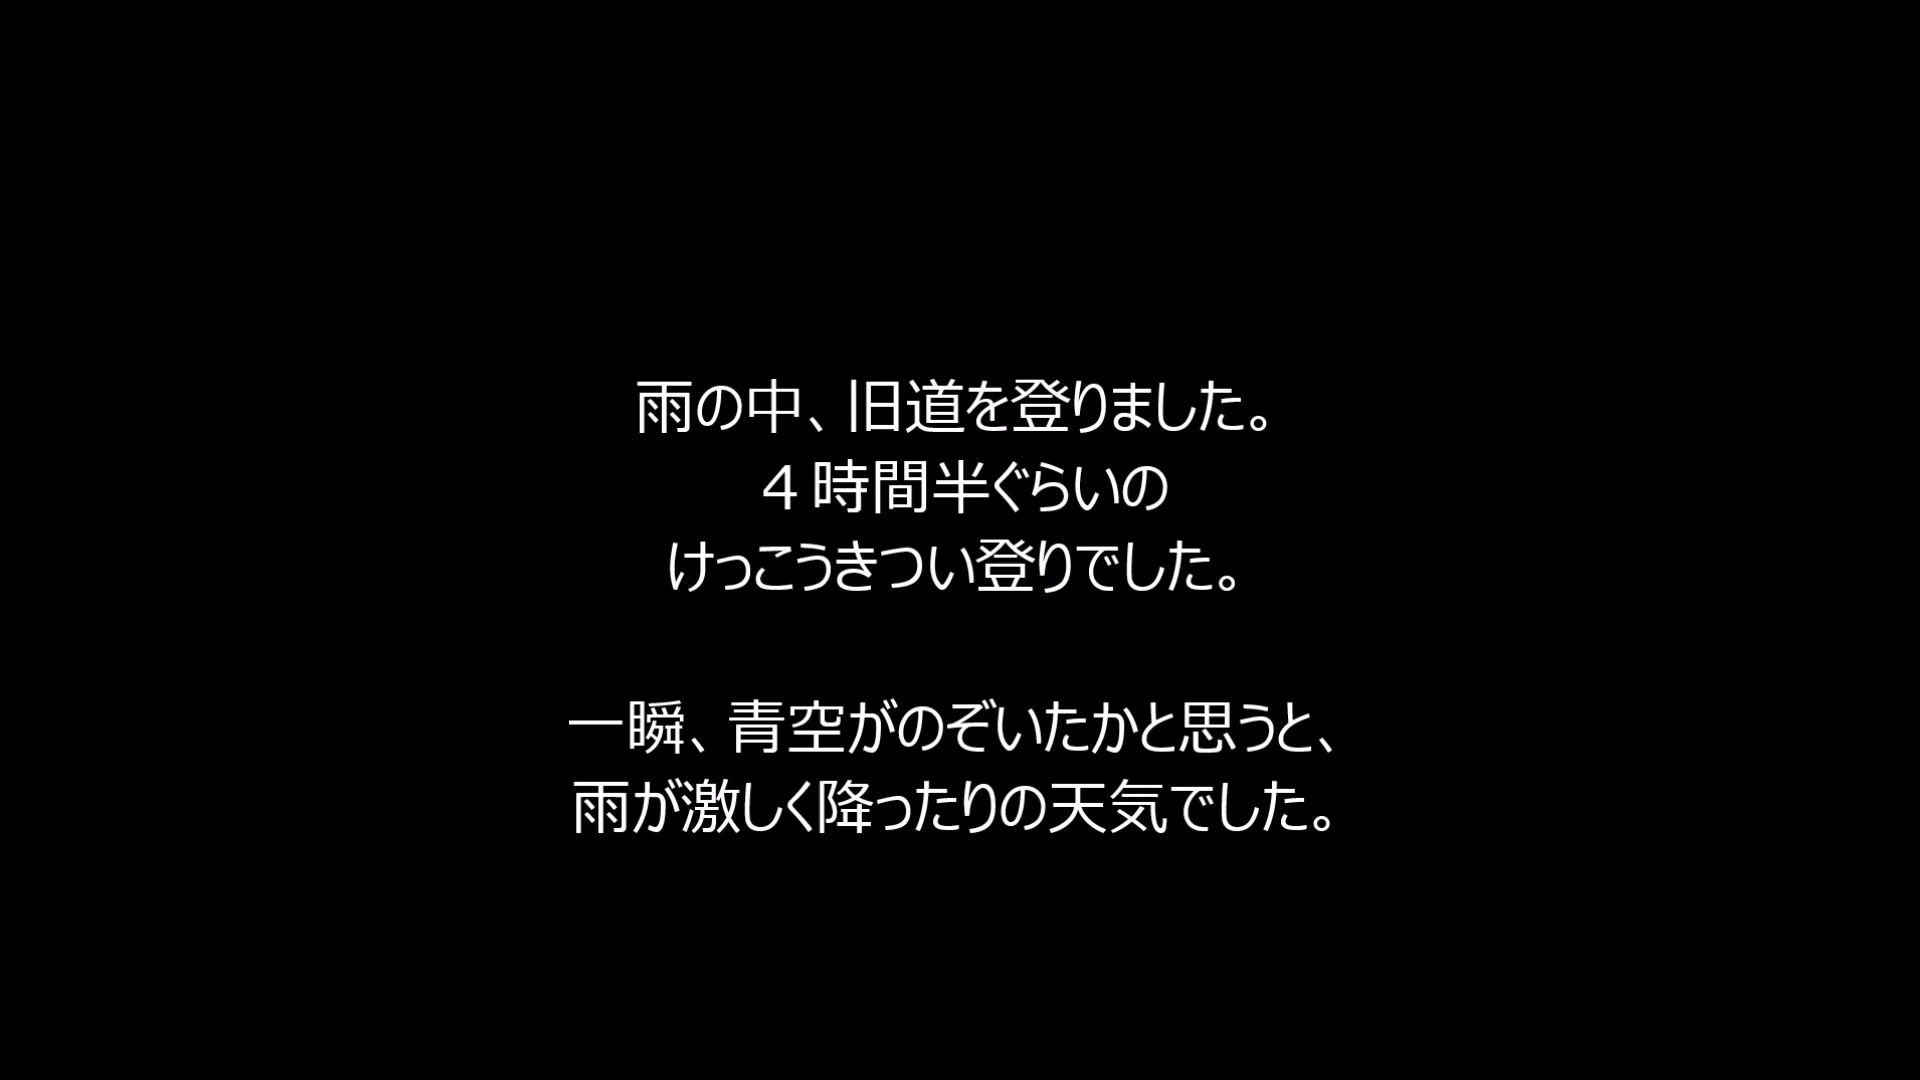 雨の中、旧道を登りました。
４時間半ぐらいの
けっこうきつい登りでした。
一瞬、青空がのぞいたかと思うと、
雨が激しく降ったりの天気でした。